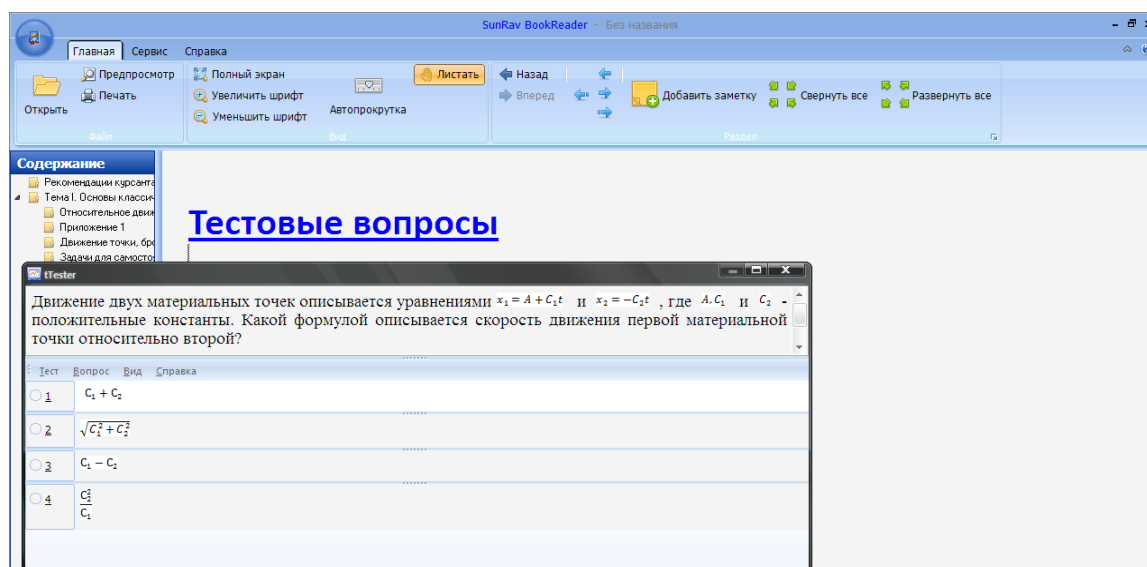 SunRav BookReader - Без названия
Главная Сервис Справка
Открыть
Предпросмотр
Печать
Файл
Полный экран
Увеличить шрифт
Уменьшить шрифт
Автопрокрутка
Листать
Вид
Назад
Вперед
Добавить заметку
Свернуть все
Развернуть все
Раздел
Содержание
Рекомендации курсанта
Тема I. Основы классич
Относительное движ
Приложение 1
Движение точки, бро
Задачи для самосто
Тестовые вопросы
tTester
Движение двух материальных точек описывается уравнениями x₁ = A + C₁t и x₂ = −C₂t , где A, C₁ и C₂ -
положительные константы. Какой формулой описывается скорость движения первой материальной
точки относительно второй?
Тест Вопрос Вид Справка
1 C₁ + C₂
2 √(C₁² + C₂²)
3 C₁ − C₂
4 C₂²/C₁